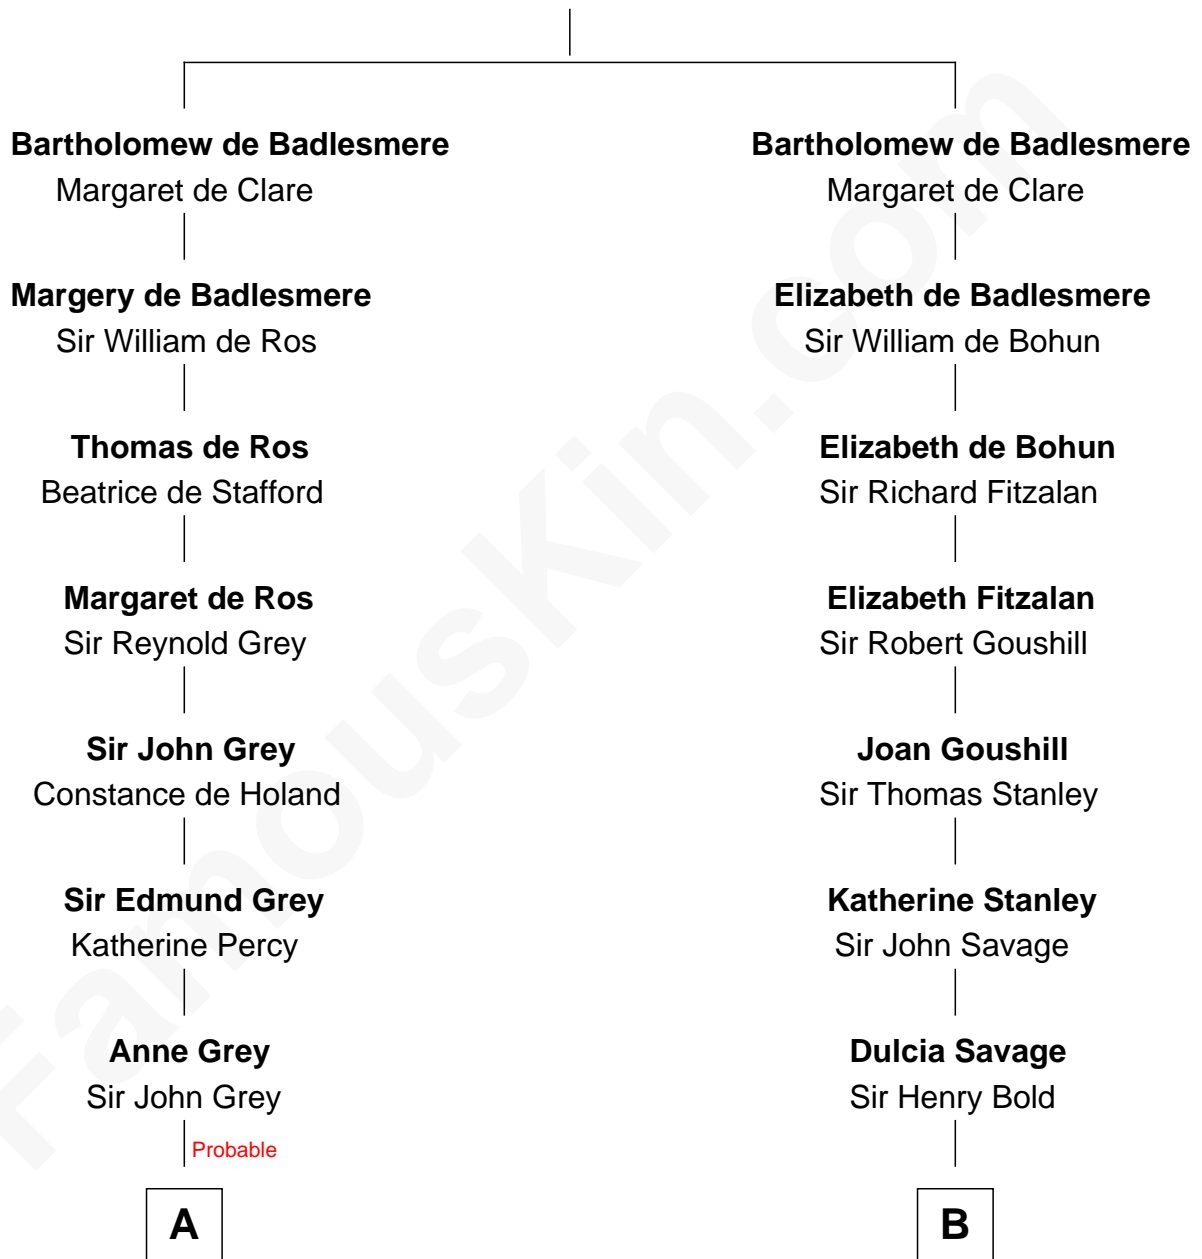 Bartholomew de Badlesmere
Margaret de Clare
Margery de Badlesmere
Sir William de Ros
Thomas de Ros
Beatrice de Stafford
Margaret de Ros
Sir Reynold Grey
Sir John Grey
Constance de Holand
Sir Edmund Grey
Katherine Percy
Anne Grey
Sir John Grey
Probable
A
Bartholomew de Badlesmere
Margaret de Clare
Elizabeth de Badlesmere
Sir William de Bohun
Elizabeth de Bohun
Sir Richard Fitzalan
Elizabeth Fitzalan
Sir Robert Goushill
Joan Goushill
Sir Thomas Stanley
Katherine Stanley
Sir John Savage
Dulcia Savage
Sir Henry Bold
B
FamousKin.com